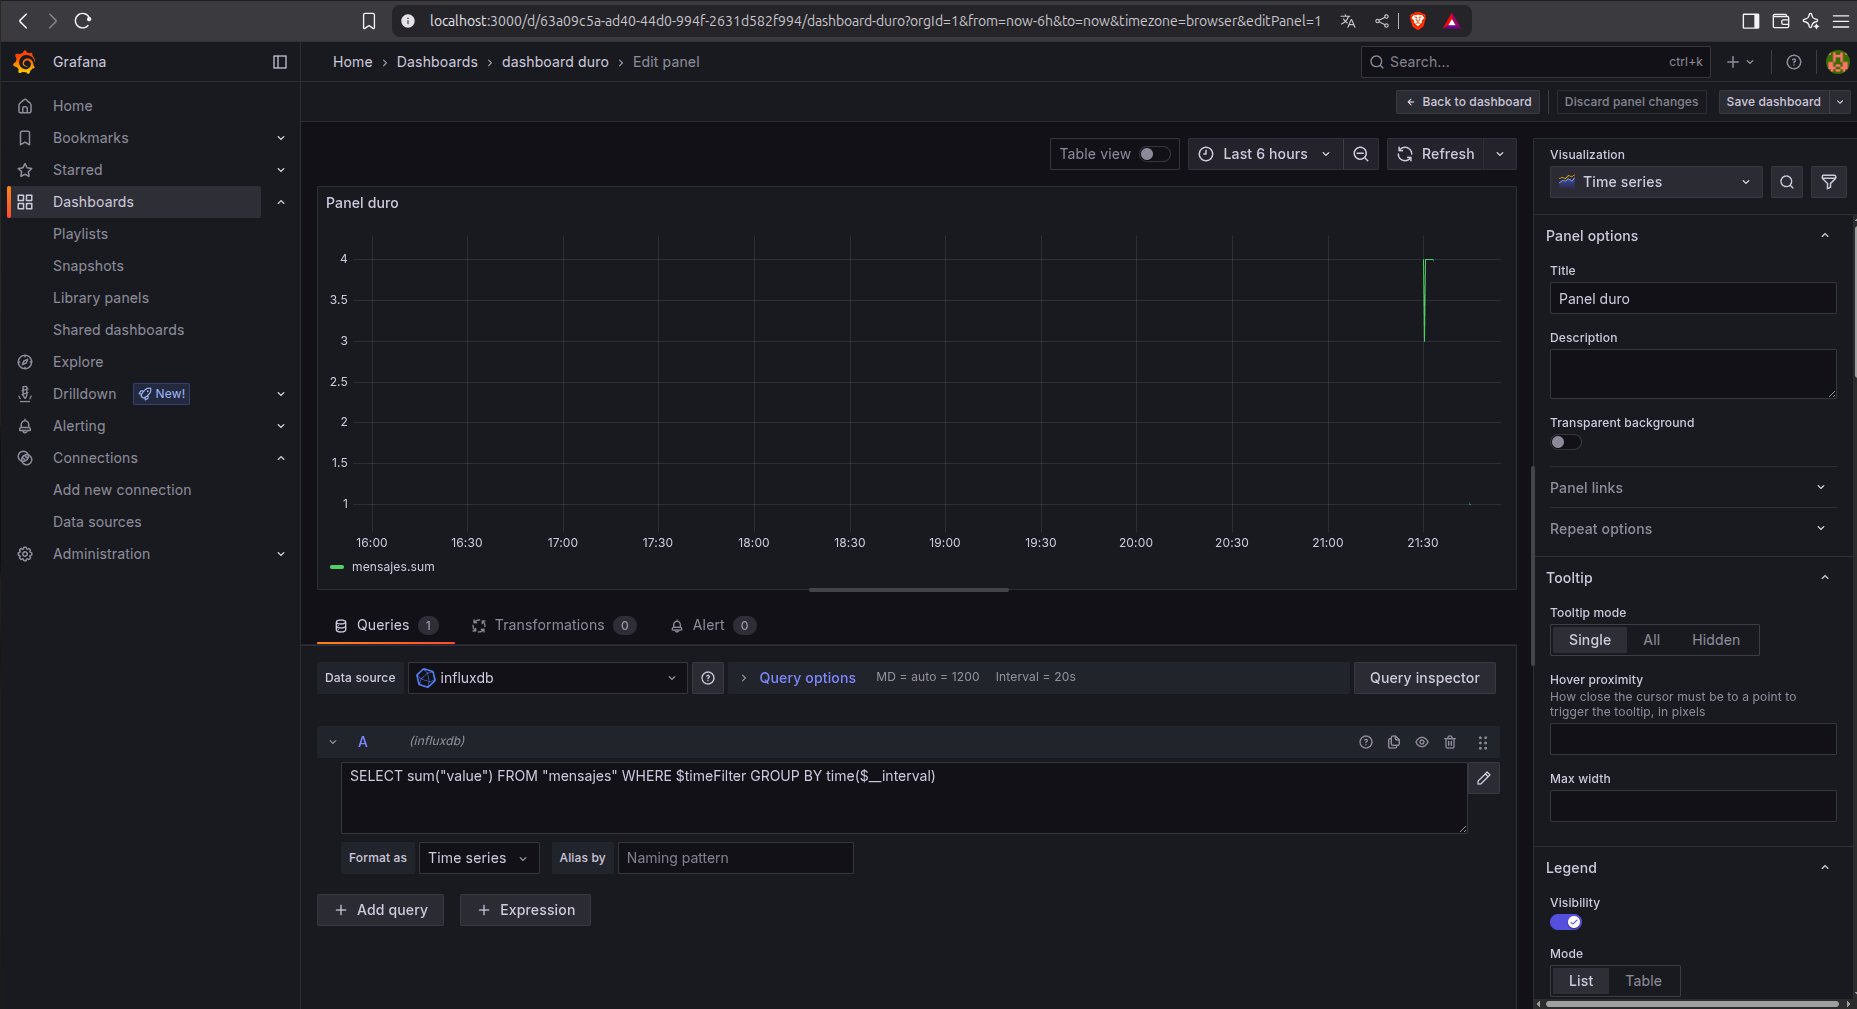 localhost:3000/d/63a09c5a-ad40-44d0-994f-2631d582f994/dashboard-duro?orgId=1&from=now-6h&to=now&timezone=browser&editPanel=1
Grafana
Home › Dashboards › dashboard duro › Edit panel
Search... ctrl+k
Back to dashboard
Discard panel changes
Save dashboard
Home
Bookmarks
Starred
Dashboards
Playlists
Snapshots
Library panels
Shared dashboards
Explore
Drilldown New!
Alerting
Connections
Add new connection
Data sources
Administration
Table view
Last 6 hours
Refresh
Panel duro
4
3.5
3
2.5
2
1.5
1
16:00 16:30 17:00 17:30 18:00 18:30 19:00 19:30 20:00 20:30 21:00 21:30
mensajes.sum
Queries 1
Transformations 0
Alert 0
Data source
influxdb
Query options
MD = auto = 1200
Interval = 20s
Query inspector
A
(influxdb)
SELECT sum("value") FROM "mensajes" WHERE $timeFilter GROUP BY time($__interval)
Format as
Time series
Alias by
Naming pattern
Add query
Expression
Visualization
Time series
Panel options
Title
Panel duro
Description
Transparent background
Panel links
Repeat options
Tooltip
Tooltip mode
Single All Hidden
Hover proximity
How close the cursor must be to a point to
trigger the tooltip, in pixels
Max width
Legend
Visibility
Mode
List Table